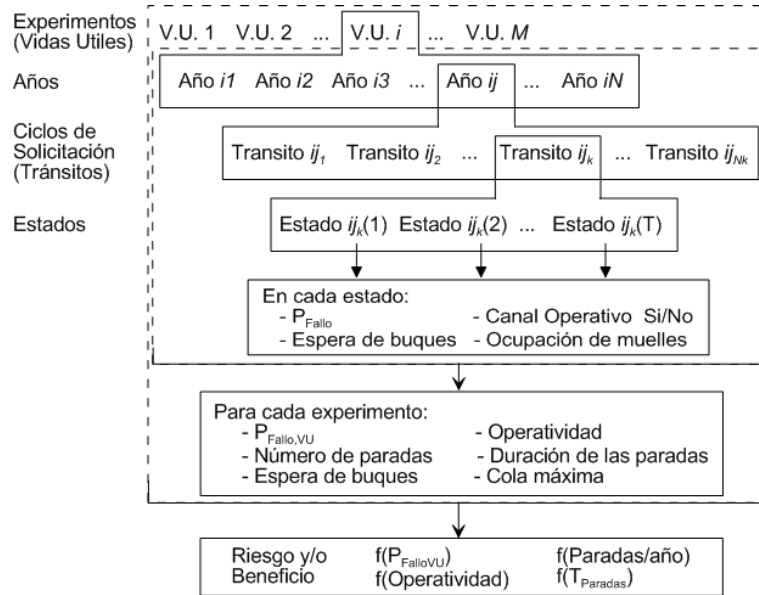 Experimentos
(Vidas Utiles)
V.U. 1 V.U. 2 ... V.U. i ... V.U. M
Años
Año i1 Año i2 Año i3 ... Año ij ... Año iN
Ciclos de
Solicitación
(Tránsitos)
Transito ij1 Transito ij2 ... Transito ijk ... Transito ijNk
Estados
Estado ijk(1) Estado ijk(2) ... Estado ijk(T)
En cada estado:
- PFallo - Canal Operativo Si/No
- Espera de buques - Ocupación de muelles
Para cada experimento:
- PFallo,VU - Operatividad
- Número de paradas - Duración de las paradas
- Espera de buques - Cola máxima
Riesgo y/o f(PFalloVU) f(Paradas/año)
Beneficio f(Operatividad) f(TParadas)